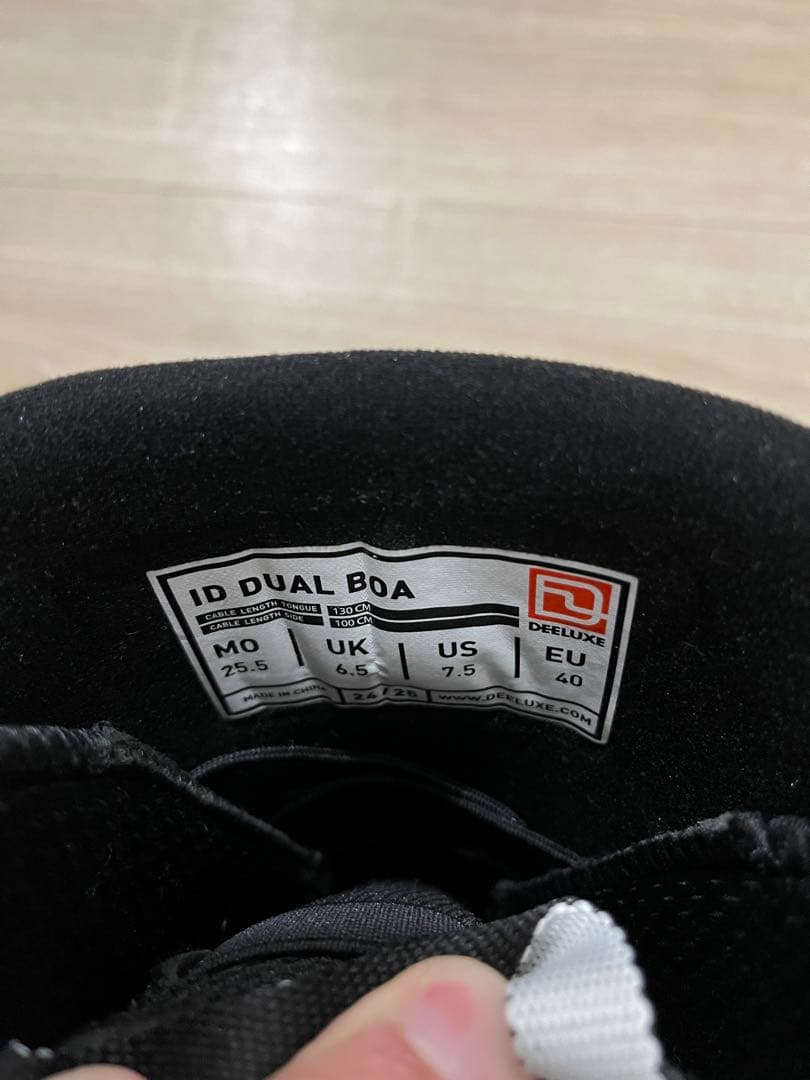 ID DUAL BOA
CABLE LENGTH TONGUE 130 CM
CABLE LENGTH SIDE 100 CM
DEELUXE
MO UK US EU
25.5 6.5 7.5 40
MADE IN CHINA 24/25 WWW.DEELUXE.COM